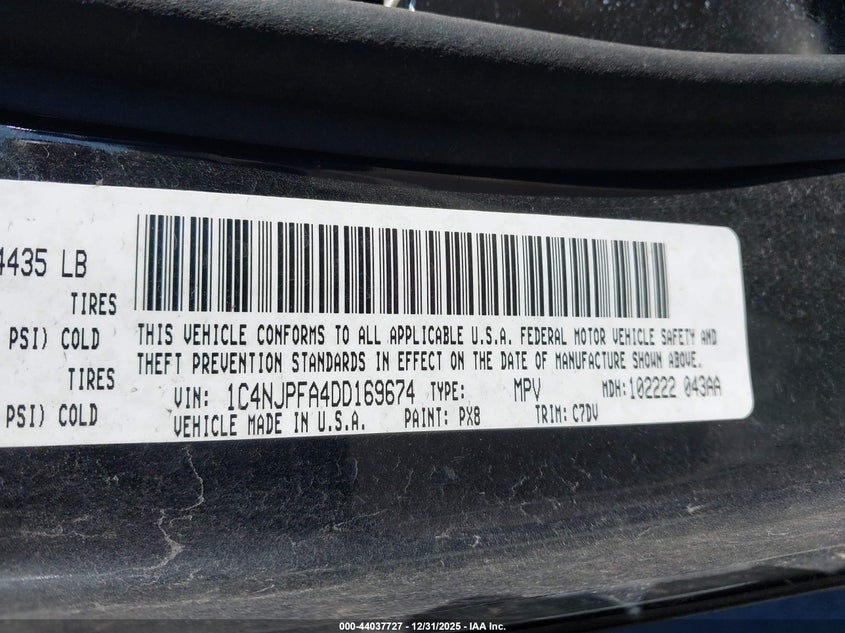 4435 LB
TIRES
PSI) COLD
TIRES
PSI) COLD
THIS VEHICLE CONFORMS TO ALL APPLICABLE U.S.A. FEDERAL MOTOR VEHICLE SAFETY AND
THEFT PREVENTION STANDARDS IN EFFECT ON THE DATE OF MANUFACTURE SHOWN ABOVE.
VIN: 1C4NJPFA4DD169674 TYPE: MPV MDH:102222 043AA
VEHICLE MADE IN U.S.A. PAINT: PX8 TRIM: C7DV
000-44037727 - 12/31/2025 - IAA Inc.